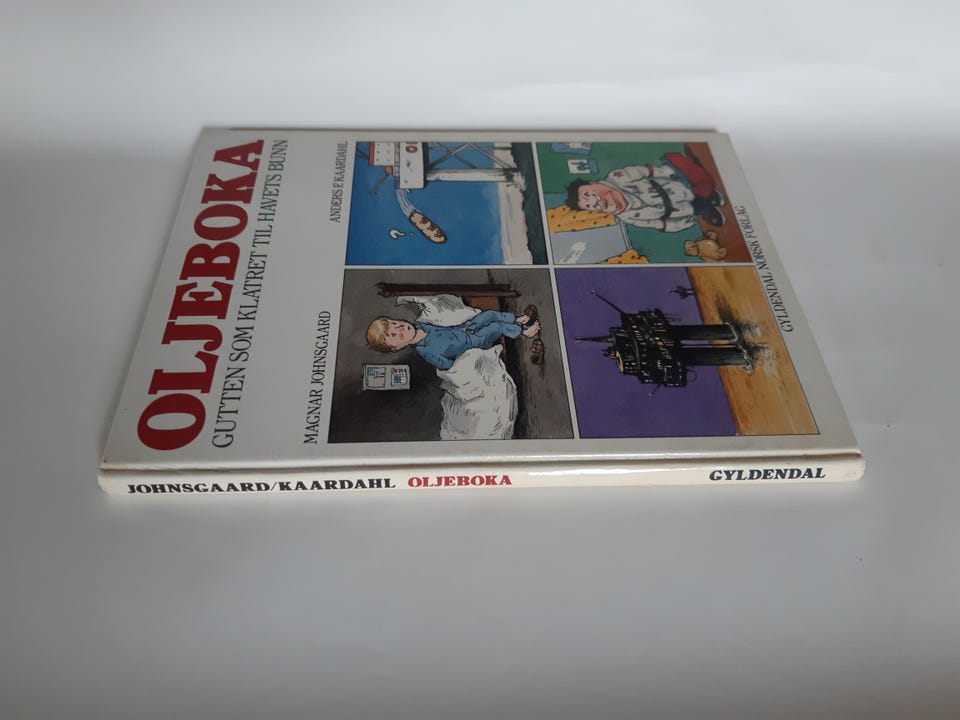 OLJEBOKA
GUTTEN SOM KLATRET TIL HAVETS BUNN
MAGNAR JOHNSGAARD
ANDERS F. KAARDAHL
?
GYLDENDAL NORSK FORLAG
JOHNSGAARD/KAARDAHL OLJEBOKA GYLDENDAL